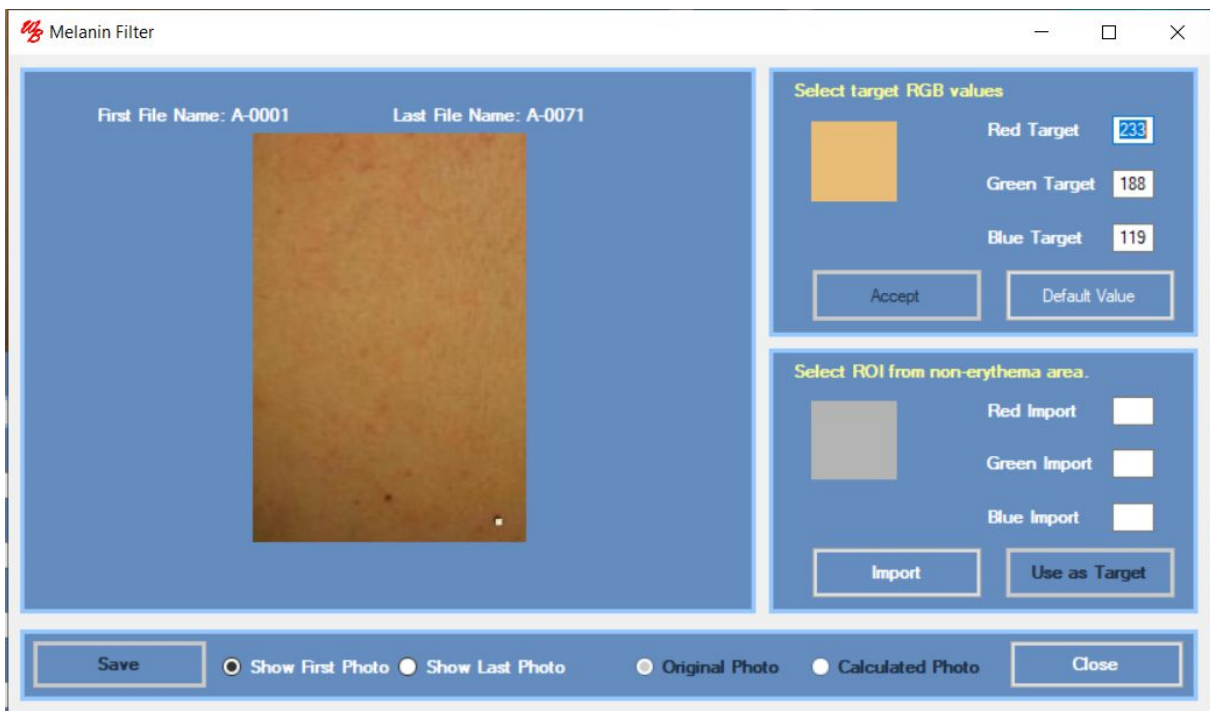 WB Melanin Filter
First File Name: A-0001 Last File Name: A-0071
Select target RGB values
Red Target 233
Green Target 188
Blue Target 119
Accept Default Value
Select ROI from non-erythema area.
Red Import
Green Import
Blue Import
Import Use as Target
Save Show First Photo Show Last Photo Original Photo Calculated Photo Close